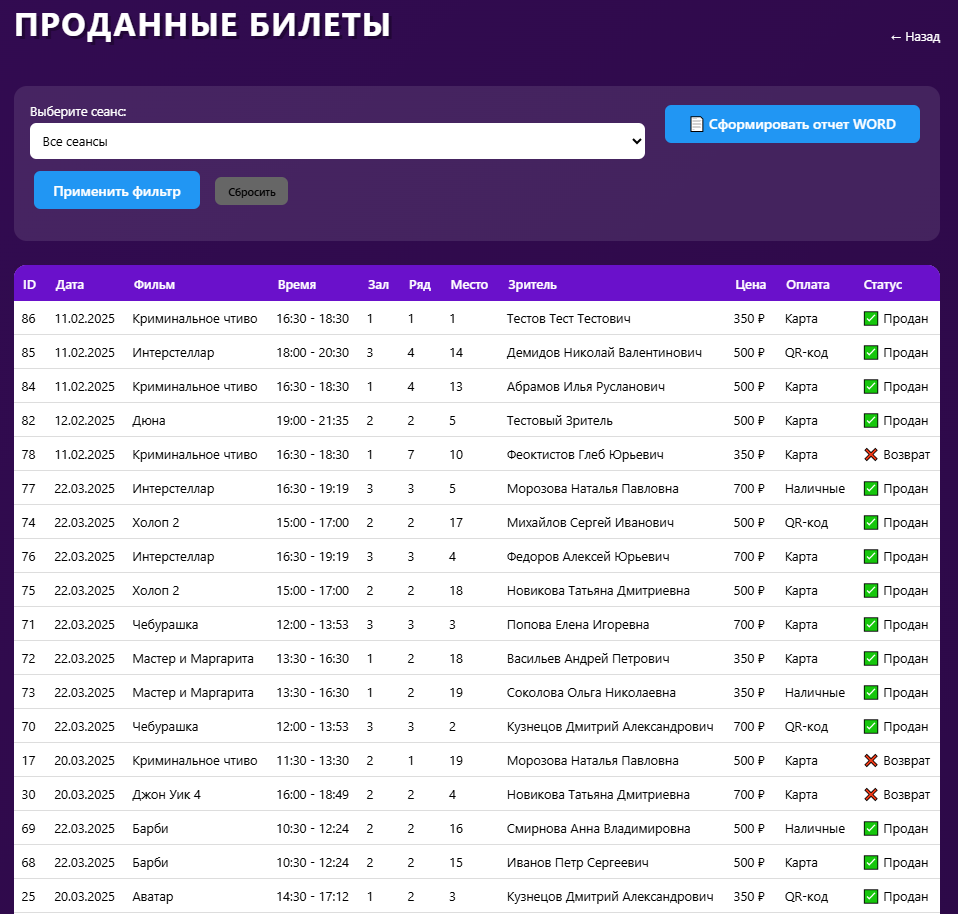 ПРОДАННЫЕ БИЛЕТЫ
← Назад
Выберите сеанс:
Все сеансы
Сформировать отчет WORD
Применить фильтр
Сбросить
ID Дата Фильм Время Зал Ряд Место Зритель Цена Оплата Статус
86 11.02.2025 Криминальное чтиво 16:30 - 18:30 1 1 1 Тестов Тест Тестович 350 ₽ Карта ✅ Продан
85 11.02.2025 Интерстеллар 18:00 - 20:30 3 4 14 Демидов Николай Валентинович 500 ₽ QR-код ✅ Продан
84 11.02.2025 Криминальное чтиво 16:30 - 18:30 1 4 13 Абрамов Илья Русланович 500 ₽ Карта ✅ Продан
82 12.02.2025 Дюна 19:00 - 21:35 2 2 5 Тестовый Зритель 500 ₽ Карта ✅ Продан
78 11.02.2025 Криминальное чтиво 16:30 - 18:30 1 7 10 Феоктистов Глеб Юрьевич 350 ₽ Карта ❌ Возврат
77 22.03.2025 Интерстеллар 16:30 - 19:19 3 3 5 Морозова Наталья Павловна 700 ₽ Наличные ✅ Продан
74 22.03.2025 Холоп 2 15:00 - 17:00 2 2 17 Михайлов Сергей Иванович 500 ₽ QR-код ✅ Продан
76 22.03.2025 Интерстеллар 16:30 - 19:19 3 3 4 Федоров Алексей Юрьевич 700 ₽ Карта ✅ Продан
75 22.03.2025 Холоп 2 15:00 - 17:00 2 2 18 Новикова Татьяна Дмитриевна 500 ₽ Карта ✅ Продан
71 22.03.2025 Чебурашка 12:00 - 13:53 3 3 3 Попова Елена Игоревна 700 ₽ Карта ✅ Продан
72 22.03.2025 Мастер и Маргарита 13:30 - 16:30 1 2 18 Васильев Андрей Петрович 350 ₽ Карта ✅ Продан
73 22.03.2025 Мастер и Маргарита 13:30 - 16:30 1 2 19 Соколова Ольга Николаевна 350 ₽ Наличные ✅ Продан
70 22.03.2025 Чебурашка 12:00 - 13:53 3 3 2 Кузнецов Дмитрий Александрович 700 ₽ QR-код ✅ Продан
17 20.03.2025 Криминальное чтиво 11:30 - 13:30 2 1 19 Морозова Наталья Павловна 500 ₽ Карта ❌ Возврат
30 20.03.2025 Джон Уик 4 16:00 - 18:49 2 2 4 Новикова Татьяна Дмитриевна 700 ₽ Карта ❌ Возврат
69 22.03.2025 Барби 10:30 - 12:24 2 2 16 Смирнова Анна Владимировна 500 ₽ Наличные ✅ Продан
68 22.03.2025 Барби 10:30 - 12:24 2 2 15 Иванов Петр Сергеевич 500 ₽ Карта ✅ Продан
25 20.03.2025 Аватар 14:30 - 17:12 1 2 3 Кузнецов Дмитрий Александрович 350 ₽ QR-код ✅ Продан